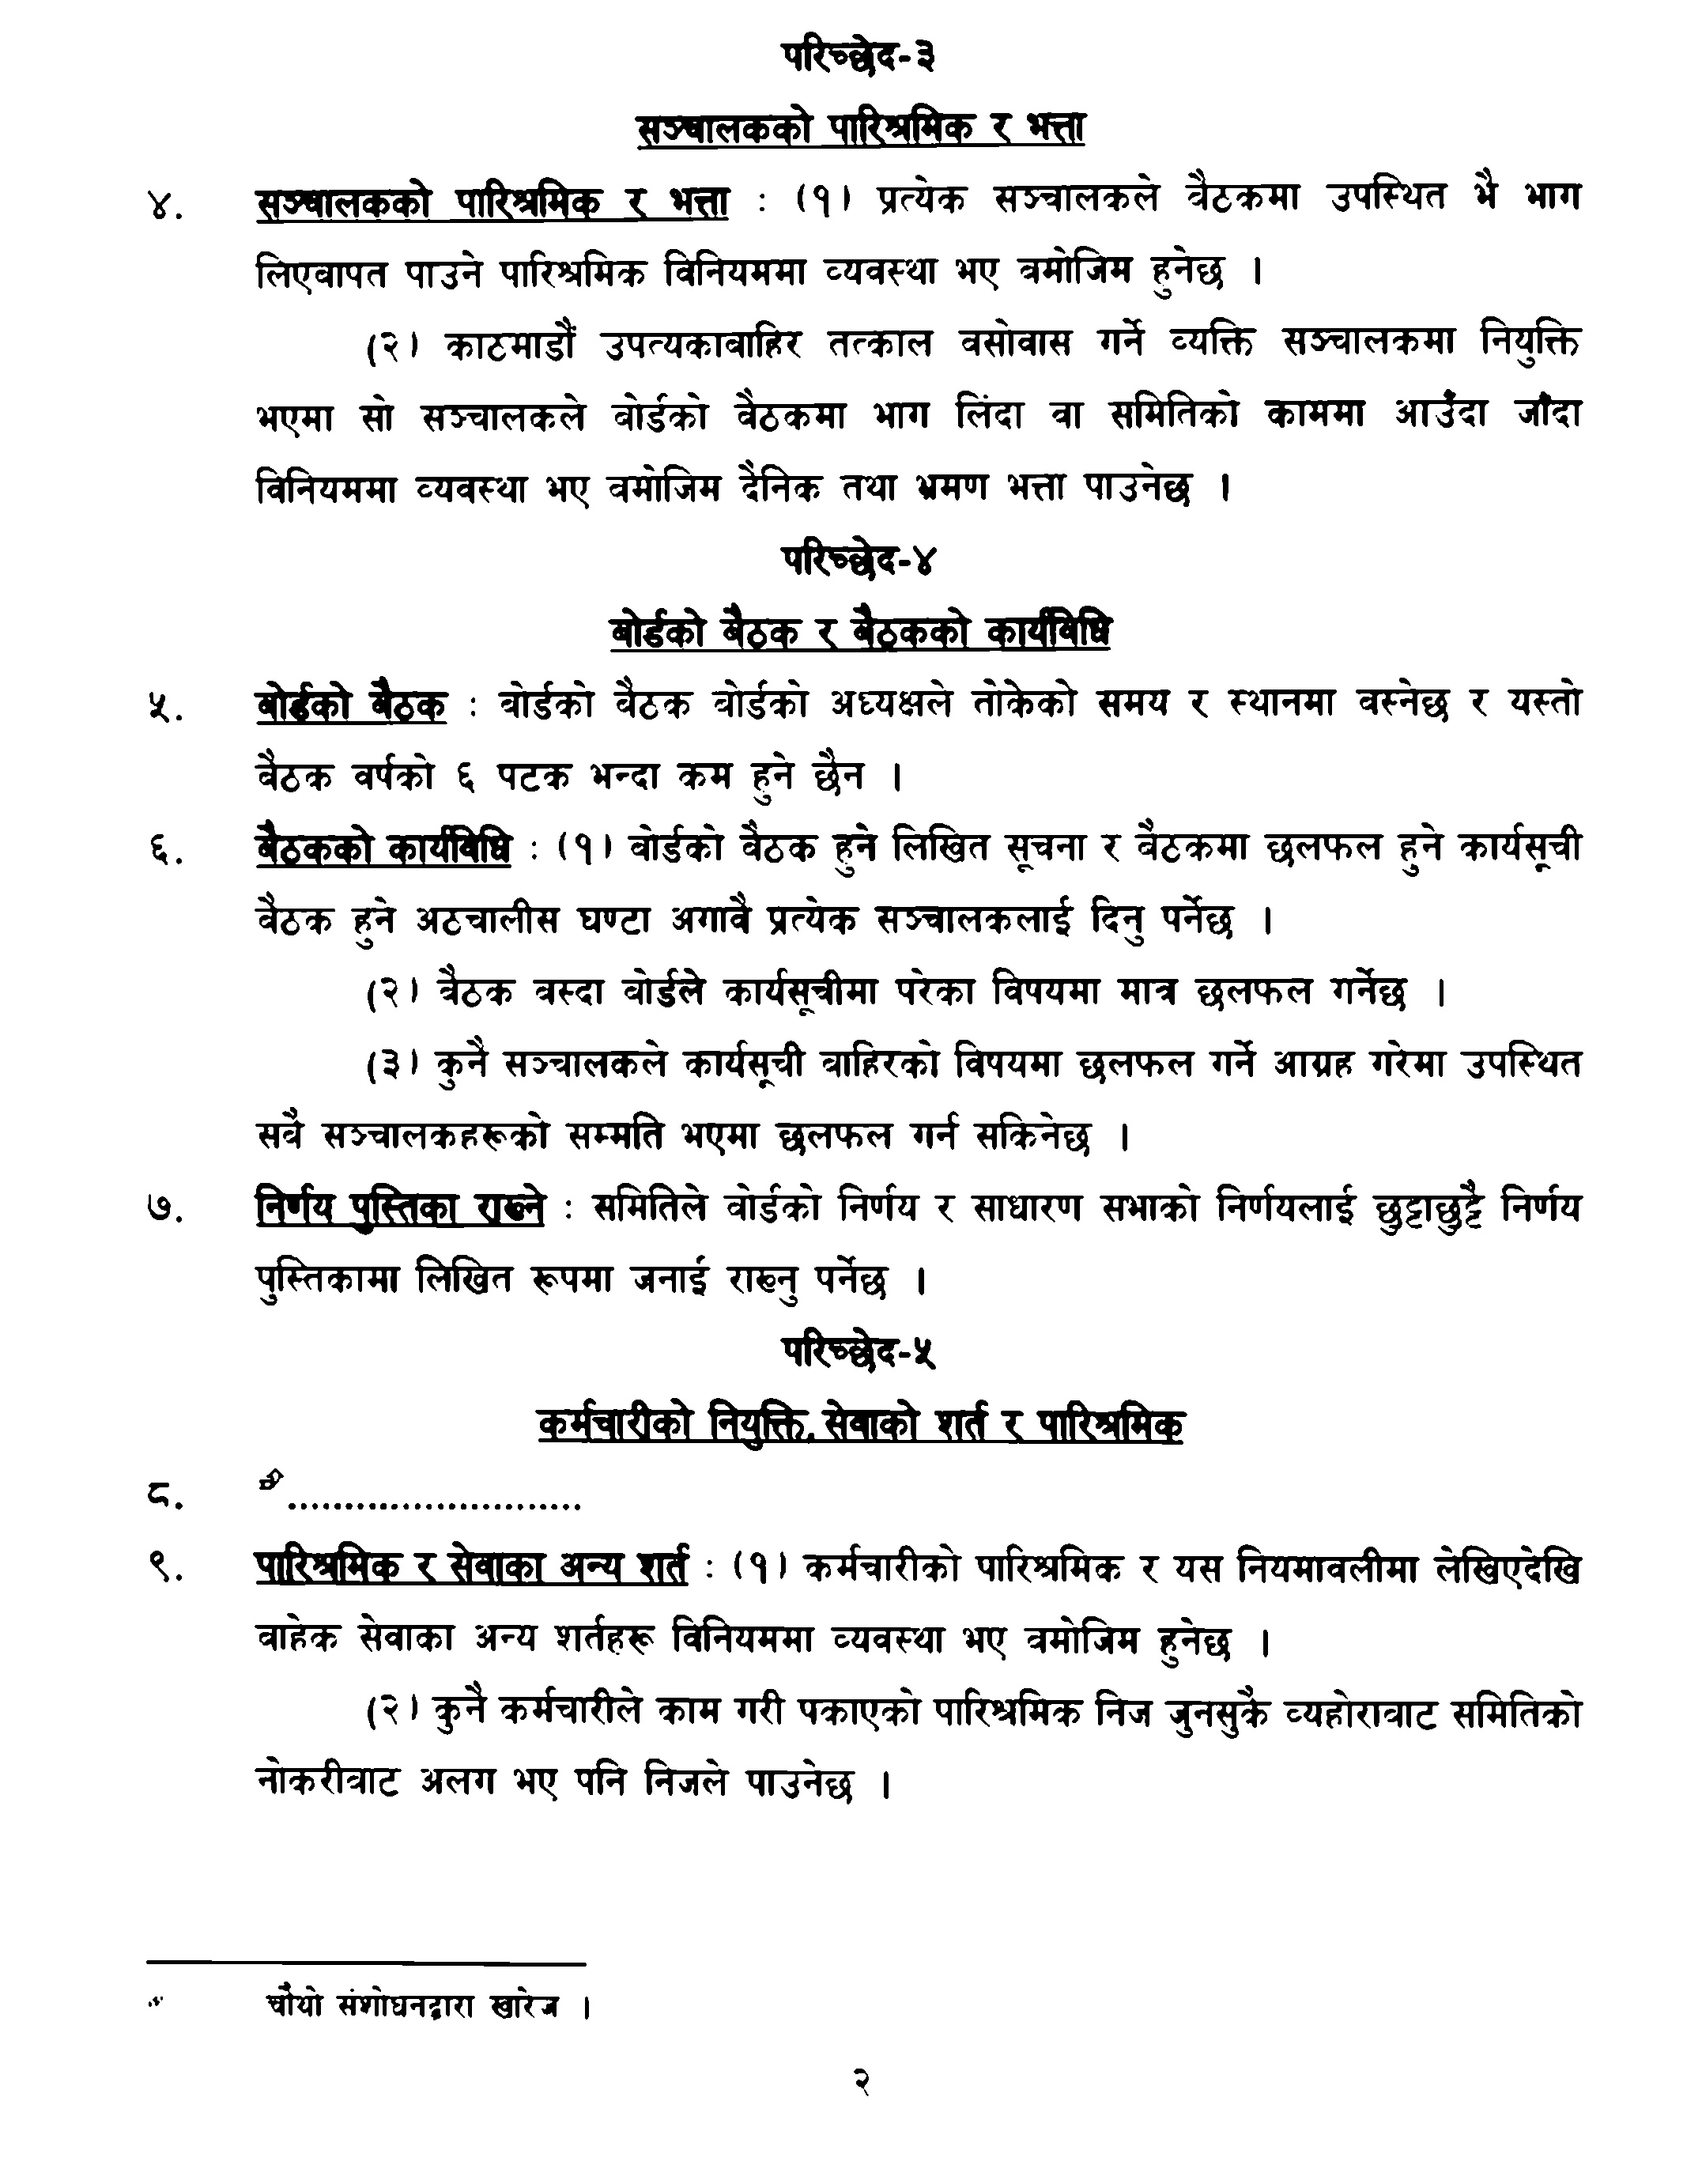 परिच्छेद-३
सञ्चालकको पारिश्रमिक र भत्ता
४. सञ्चालकको पारिश्रमिक र भत्ता : (१) प्रत्येक सञ्चालकले बैठकमा उपस्थित भै भाग
लिएबापत पाउने पारिश्रमिक विनियममा व्यवस्था भए बमोजिम हुनेछ ।
(२) काठमाडौं उपत्यकाबाहिर तत्काल बसोवास गर्ने व्यक्ति सञ्चालकमा नियुक्ति
भएमा सो सञ्चालकले बोर्डको बैठकमा भाग लिंदा वा समितिको काममा आउँदा जाँदा
विनियममा व्यवस्था भए बमोजिम दैनिक तथा भ्रमण भत्ता पाउनेछ ।
परिच्छेद-४
बोर्डको बैठक र बैठकको कार्यविधि
५. बोर्डको बैठक : बोर्डको बैठक बोर्डको अध्यक्षले तोकेको समय र स्थानमा बस्नेछ र यस्तो
बैठक वर्षको ६ पटक भन्दा कम हुने छैन ।
६. बैठकको कार्यविधि : (१) बोर्डको बैठक हुने लिखित सूचना र बैठकमा छलफल हुने कार्यसूची
बैठक हुने अठचालीस घण्टा अगावै प्रत्येक सञ्चालकलाई दिनु पर्नेछ ।
(२) बैठक बस्दा बोर्डले कार्यसूचीमा परेका विषयमा मात्र छलफल गर्नेछ ।
(३) कुनै सञ्चालकले कार्यसूची बाहिरको विषयमा छलफल गर्ने आग्रह गरेमा उपस्थित
सबै सञ्चालकहरूको सम्मति भएमा छलफल गर्न सकिनेछ ।
७. निर्णय पुस्तिका राख्ने : समितिले बोर्डको निर्णय र साधारण सभाको निर्णयलाई छुट्टाछुट्टै निर्णय
पुस्तिकामा लिखित रूपमा जनाई राख्नु पर्नेछ ।
परिच्छेद-५
कर्मचारीको नियुक्ति, सेवाको शर्त र पारिश्रमिक
८. ..........................
९. पारिश्रमिक र सेवाका अन्य शर्त : (१) कर्मचारीको पारिश्रमिक र यस नियमावलीमा लेखिएदेखि
बाहेक सेवाका अन्य शर्तहरू विनियममा व्यवस्था भए बमोजिम हुनेछ ।
(२) कुनै कर्मचारीले काम गरी पकाएको पारिश्रमिक निज जुनसुकै व्यहोराबाट समितिको
नोकरीबाट अलग भए पनि निजले पाउनेछ ।
चौथो संशोधनद्वारा खारेज ।
२